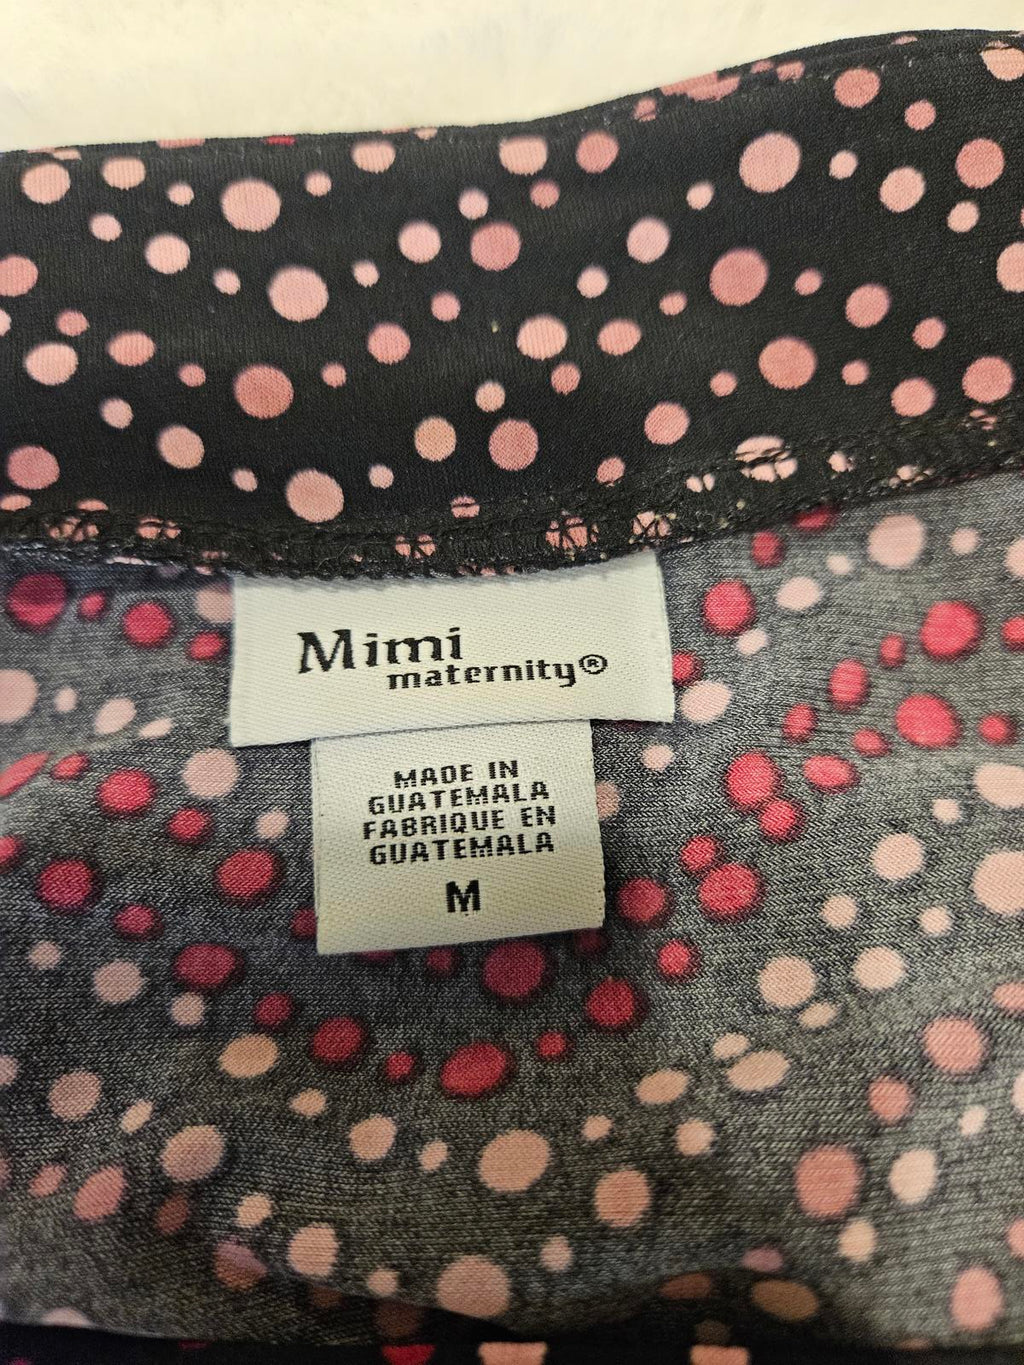 Mimi
maternity®
MADE IN
GUATEMALA
FABRIQUE EN
GUATEMALA
M